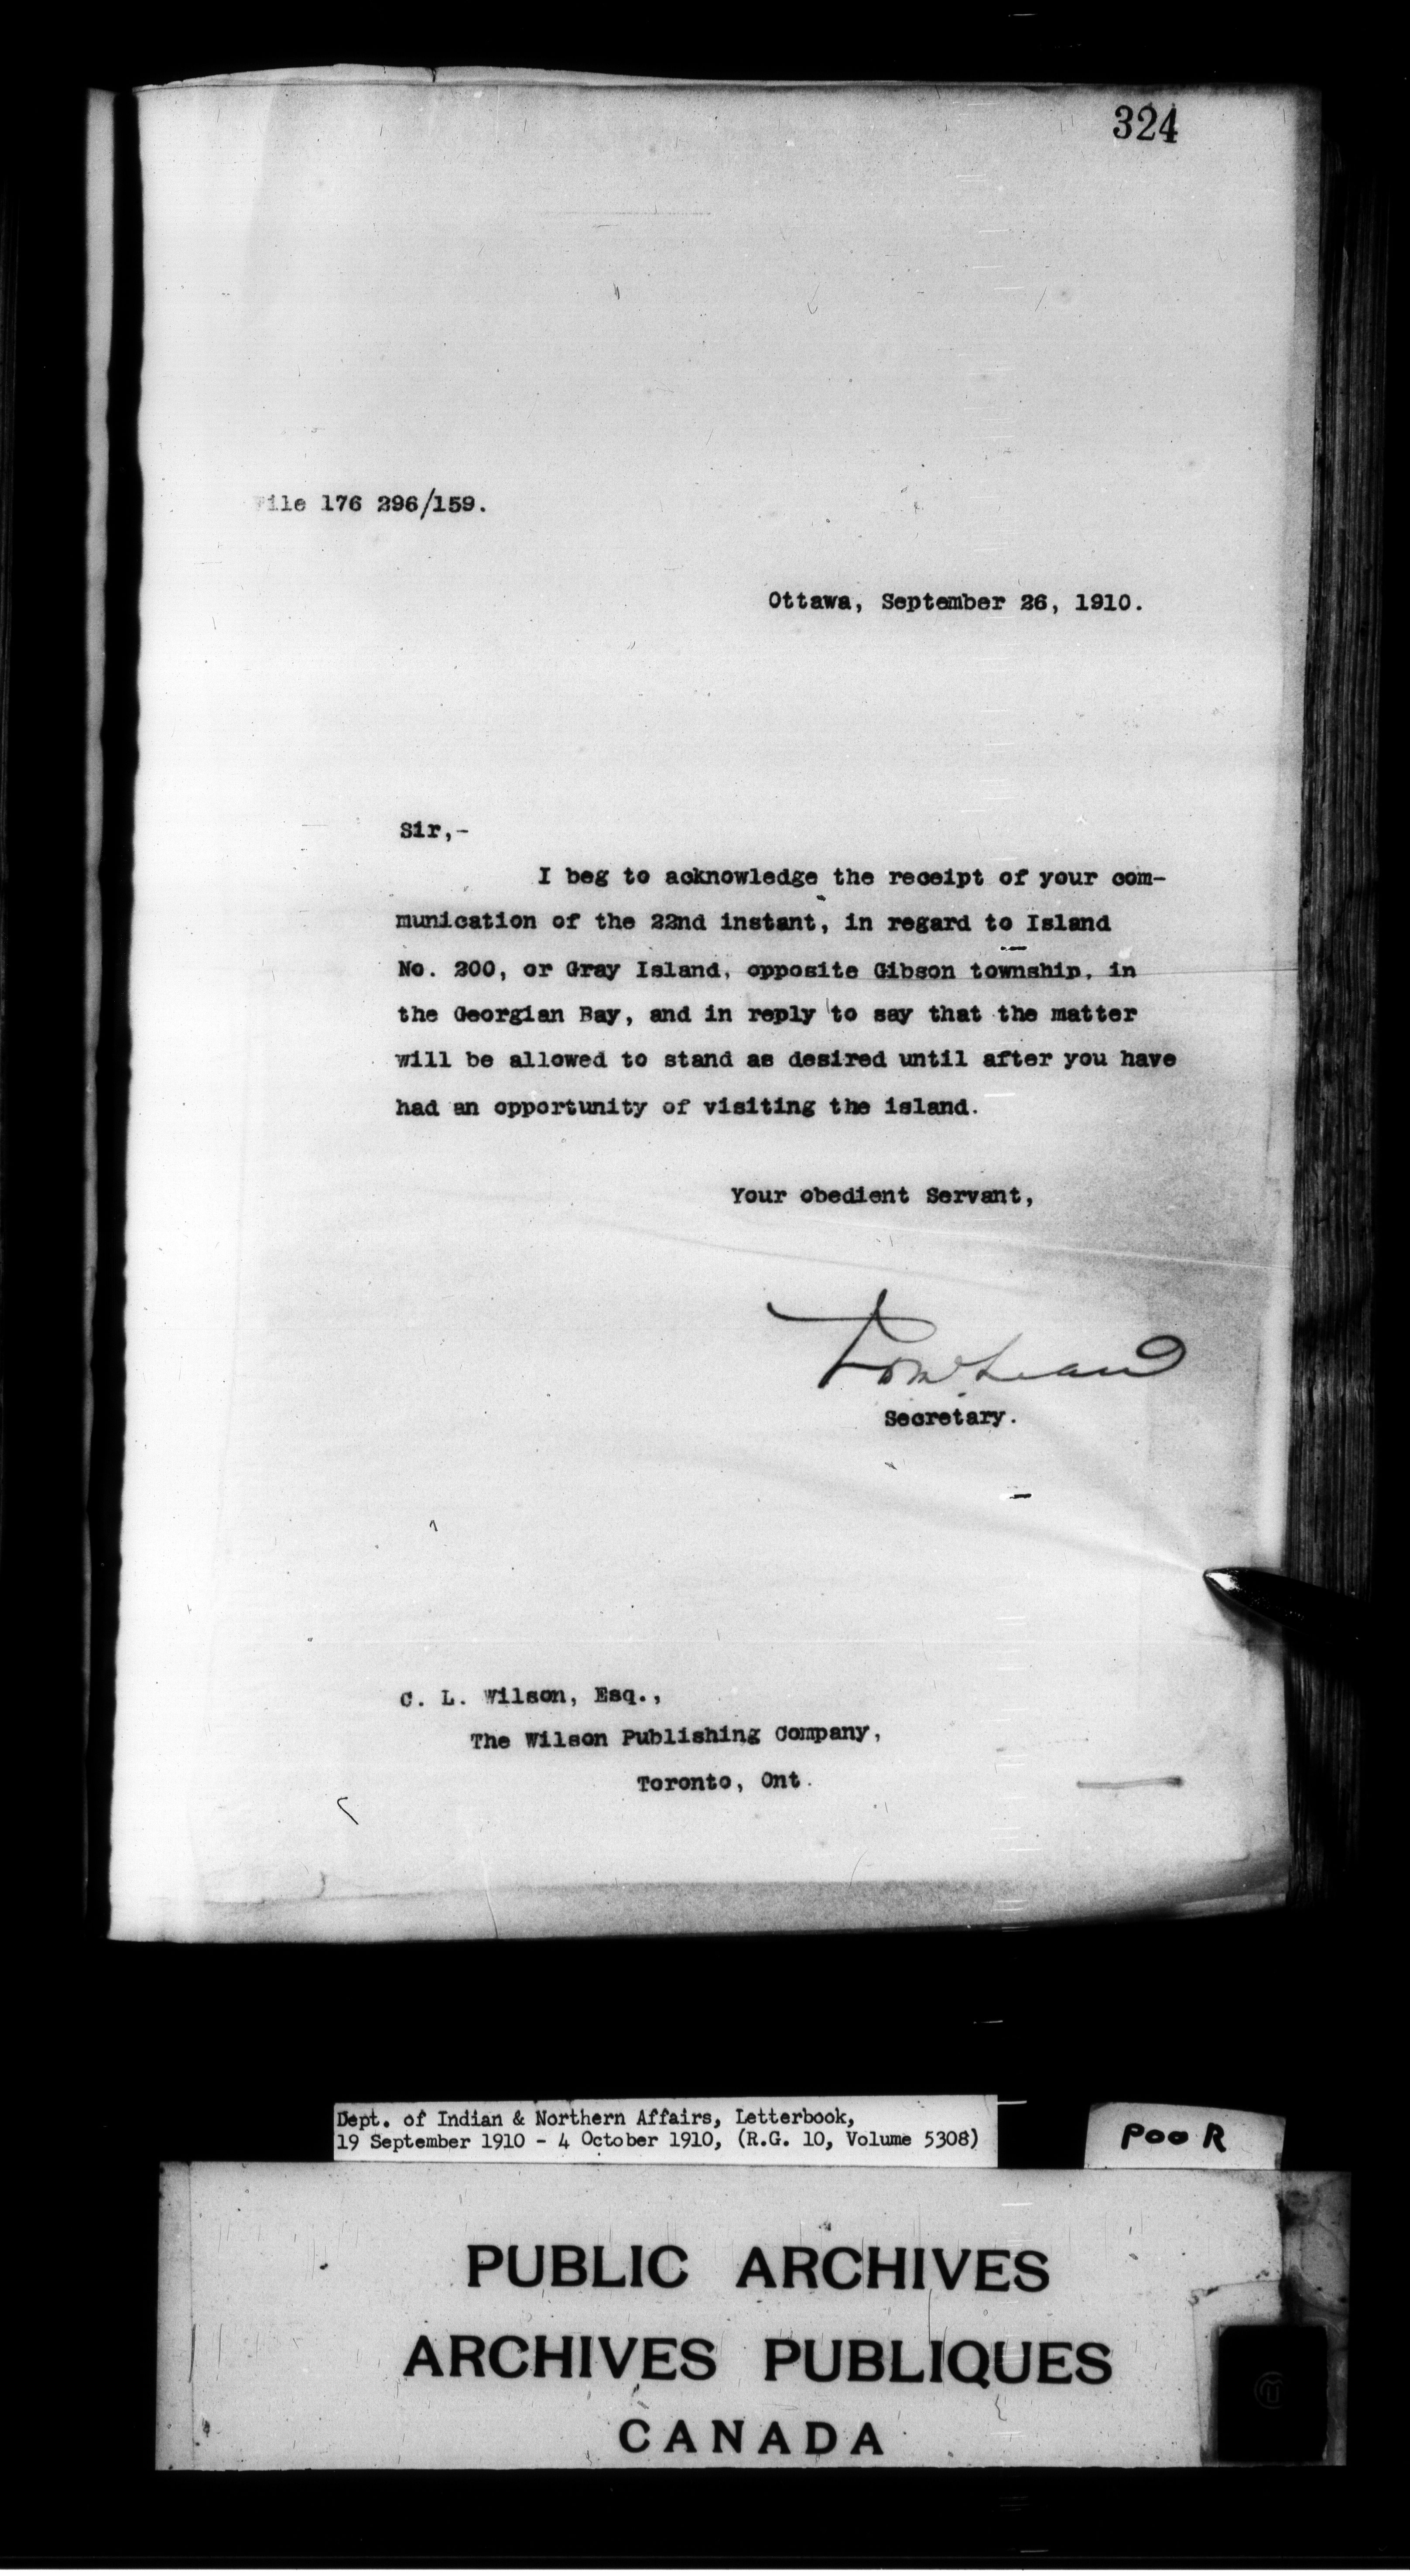 324
File 176 296/159.
Ottawa, September 26, 1910.
Sir,-
I beg to acknowledge the receipt of your com-
munication of the 22nd instant, in regard to Island
No. 200, or Gray Island, opposite Gibson township, in
the Georgian Bay, and in reply to say that the matter
will be allowed to stand as desired until after you have
had an opportunity of visiting the island.
Your obedient Servant,
Secretary.
C. L. Wilson, Esq.,
The Wilson Publishing Company,
Toronto, Ont.
Dept. of Indian & Northern Affairs, Letterbook,
19 September 1910 - 4 October 1910, (R.G. 10, Volume 5308)
POOR
PUBLIC ARCHIVES
ARCHIVES PUBLIQUES
CANADA